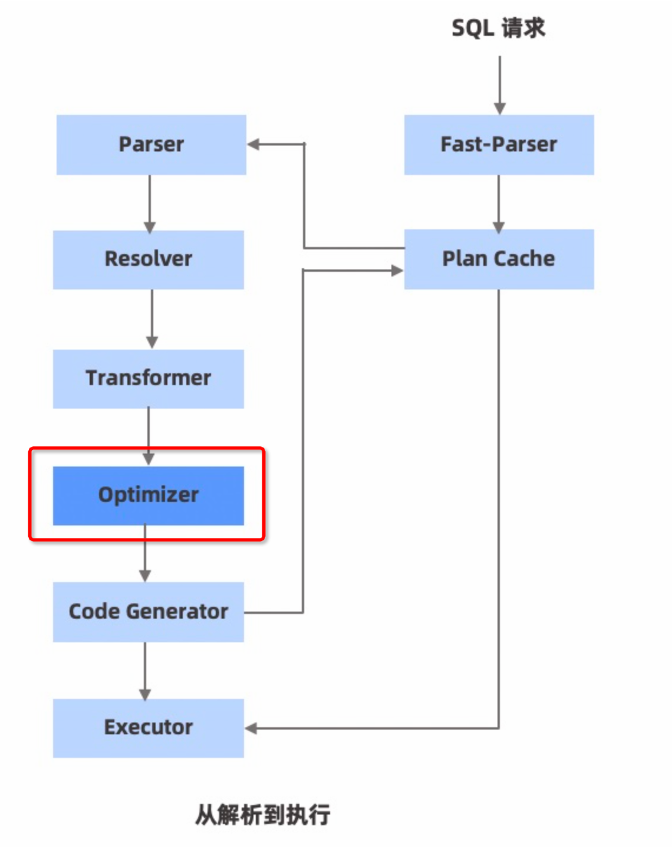 SQL 请求
Parser
Fast-Parser
Resolver
Plan Cache
Transformer
Optimizer
Code Generator
Executor
从解析到执行